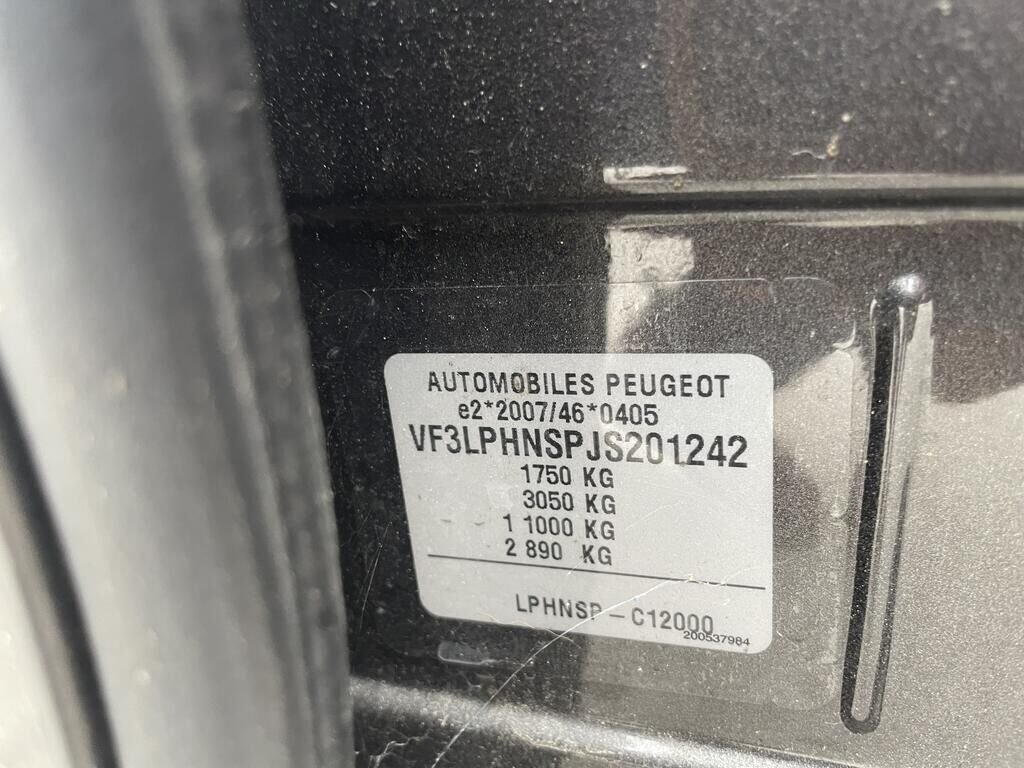 AUTOMOBILES PEUGEOT
e2*2007/46*0405
VF3LPHNSPJS201242
1750 KG
3050 KG
1 1000 KG
2 890 KG
LPHNSP - C12000
200537984